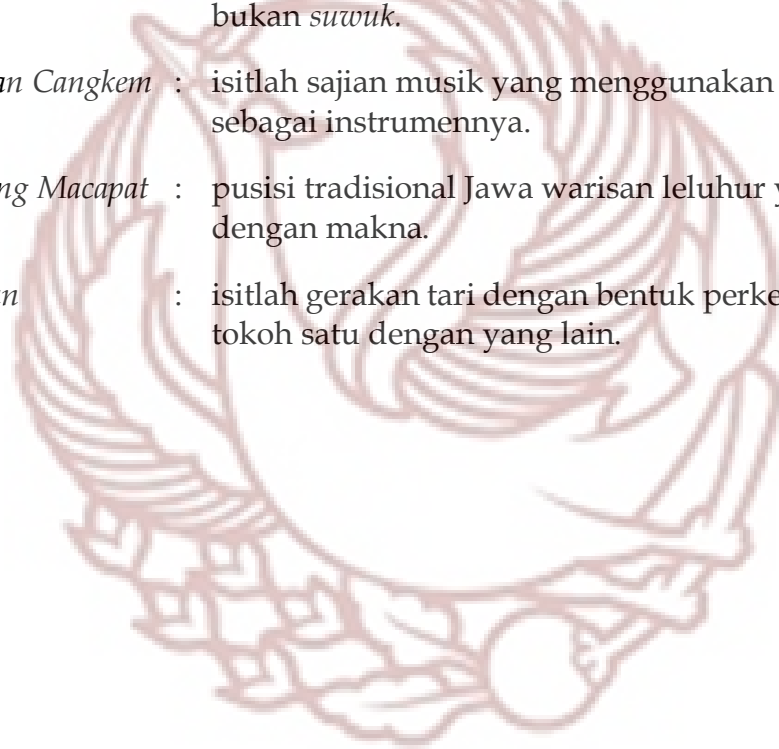 bukan suwuk.
an Cangkem : isitlah sajian musik yang menggunakan
sebagai instrumennya.
ng Macapat : pusisi tradisional Jawa warisan leluhur y
dengan makna.
an : isitlah gerakan tari dengan bentuk perke
tokoh satu dengan yang lain.